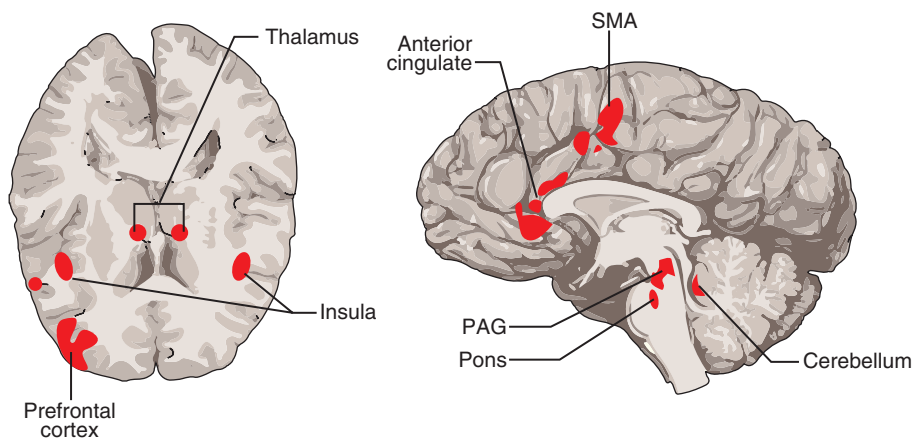 Thalamus
Insula
Prefrontal
cortex
SMA
Anterior
cingulate
PAG
Pons
Cerebellum